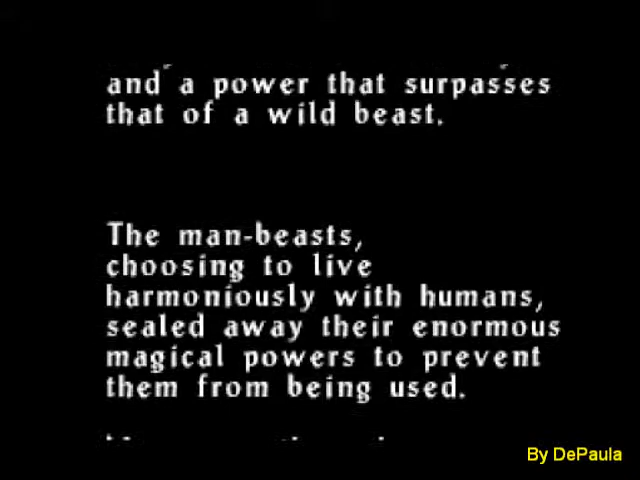 and a power that surpasses
that of a wild beast.
The man-beasts,
choosing to live
harmoniously with humans,
sealed away their enormous
magical powers to prevent
them from being used.
By DePaula